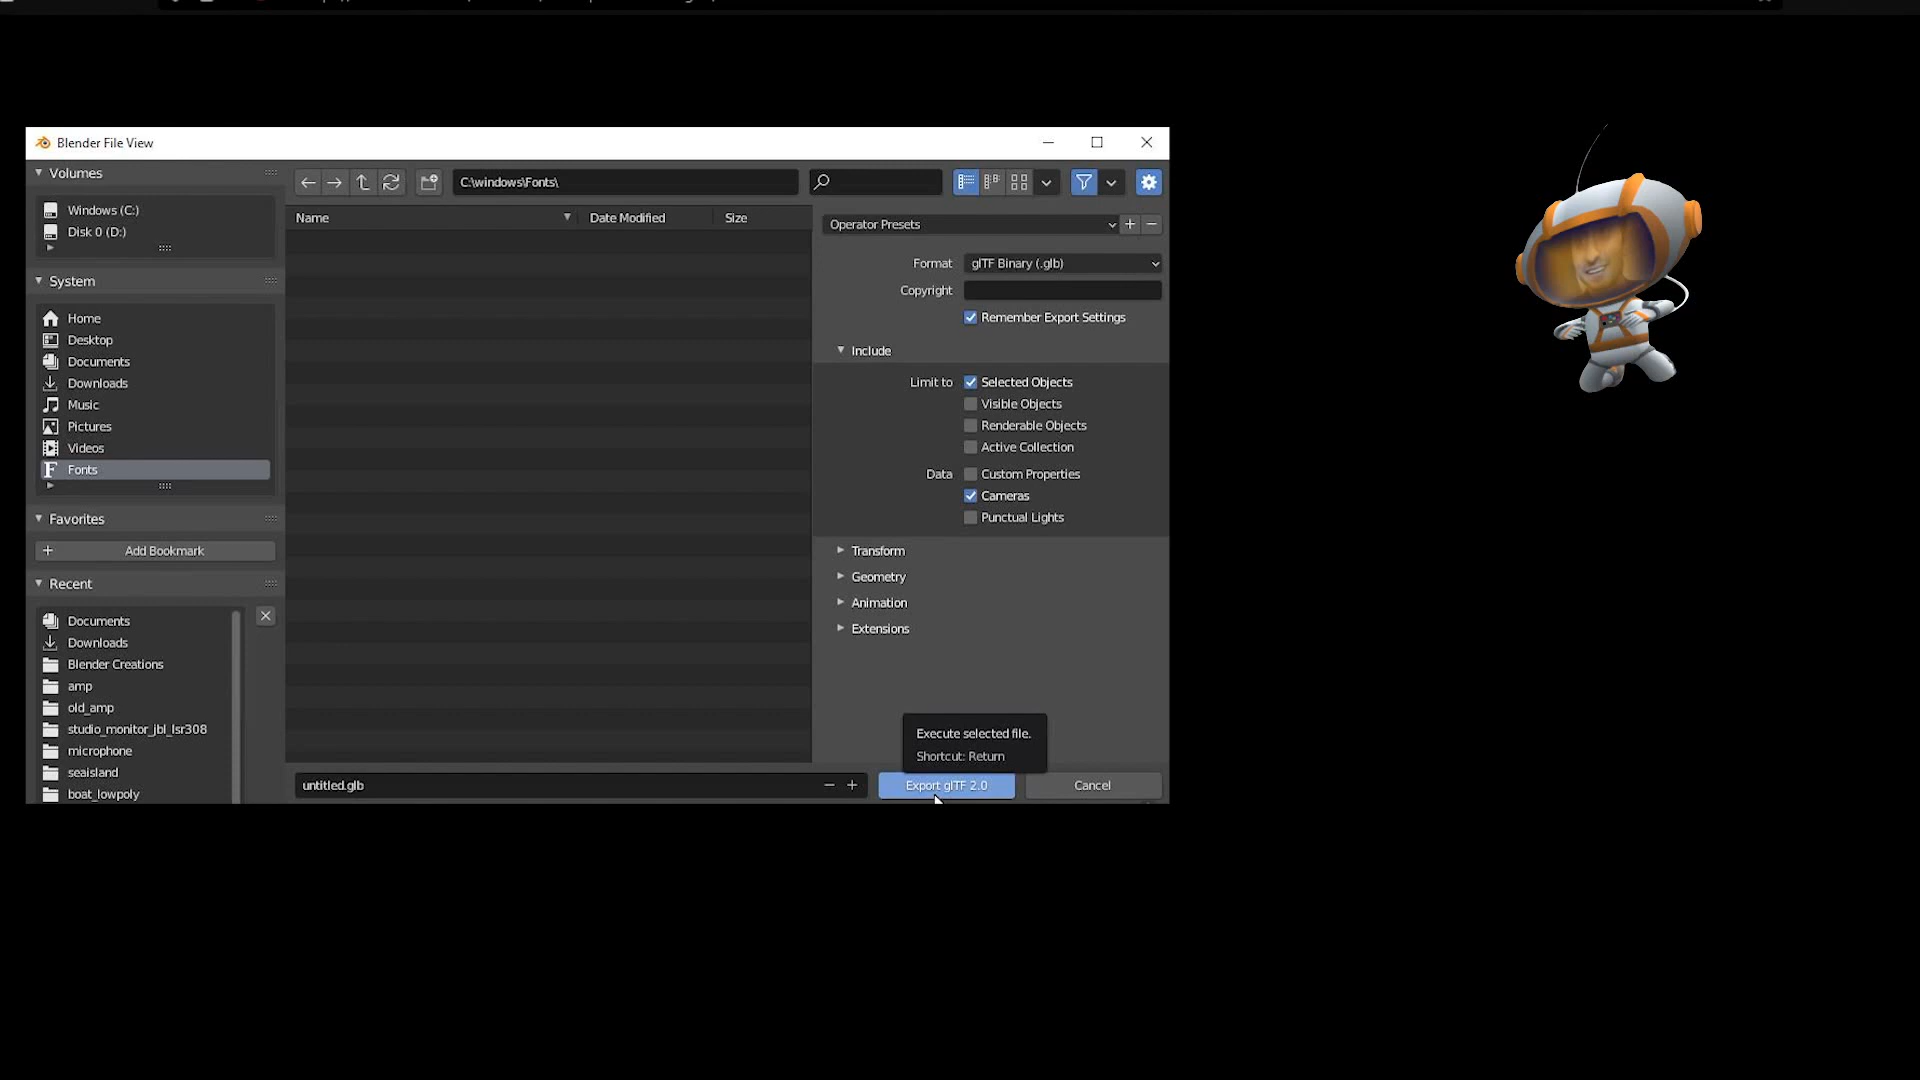 Blender File View
Volumes
Windows (C:)
Disk 0 (D:)
System
Home
Desktop
Documents
Downloads
Music
Pictures
Videos
Fonts
Favorites
Add Bookmark
Recent
Documents
Downloads
Blender Creations
amp
old_amp
studio_monitor_jbl_lsr308
microphone
seaisland
boat_lowpoly
C:\windows\Fonts\
Name Date Modified Size
untitled.glb
Operator Presets
Format glTF Binary (.glb)
Copyright
Remember Export Settings
Include
Limit to Selected Objects
Visible Objects
Renderable Objects
Active Collection
Data Custom Properties
Cameras
Punctual Lights
Transform
Geometry
Animation
Extensions
Execute selected file.
Shortcut: Return
Export glTF 2.0 Cancel